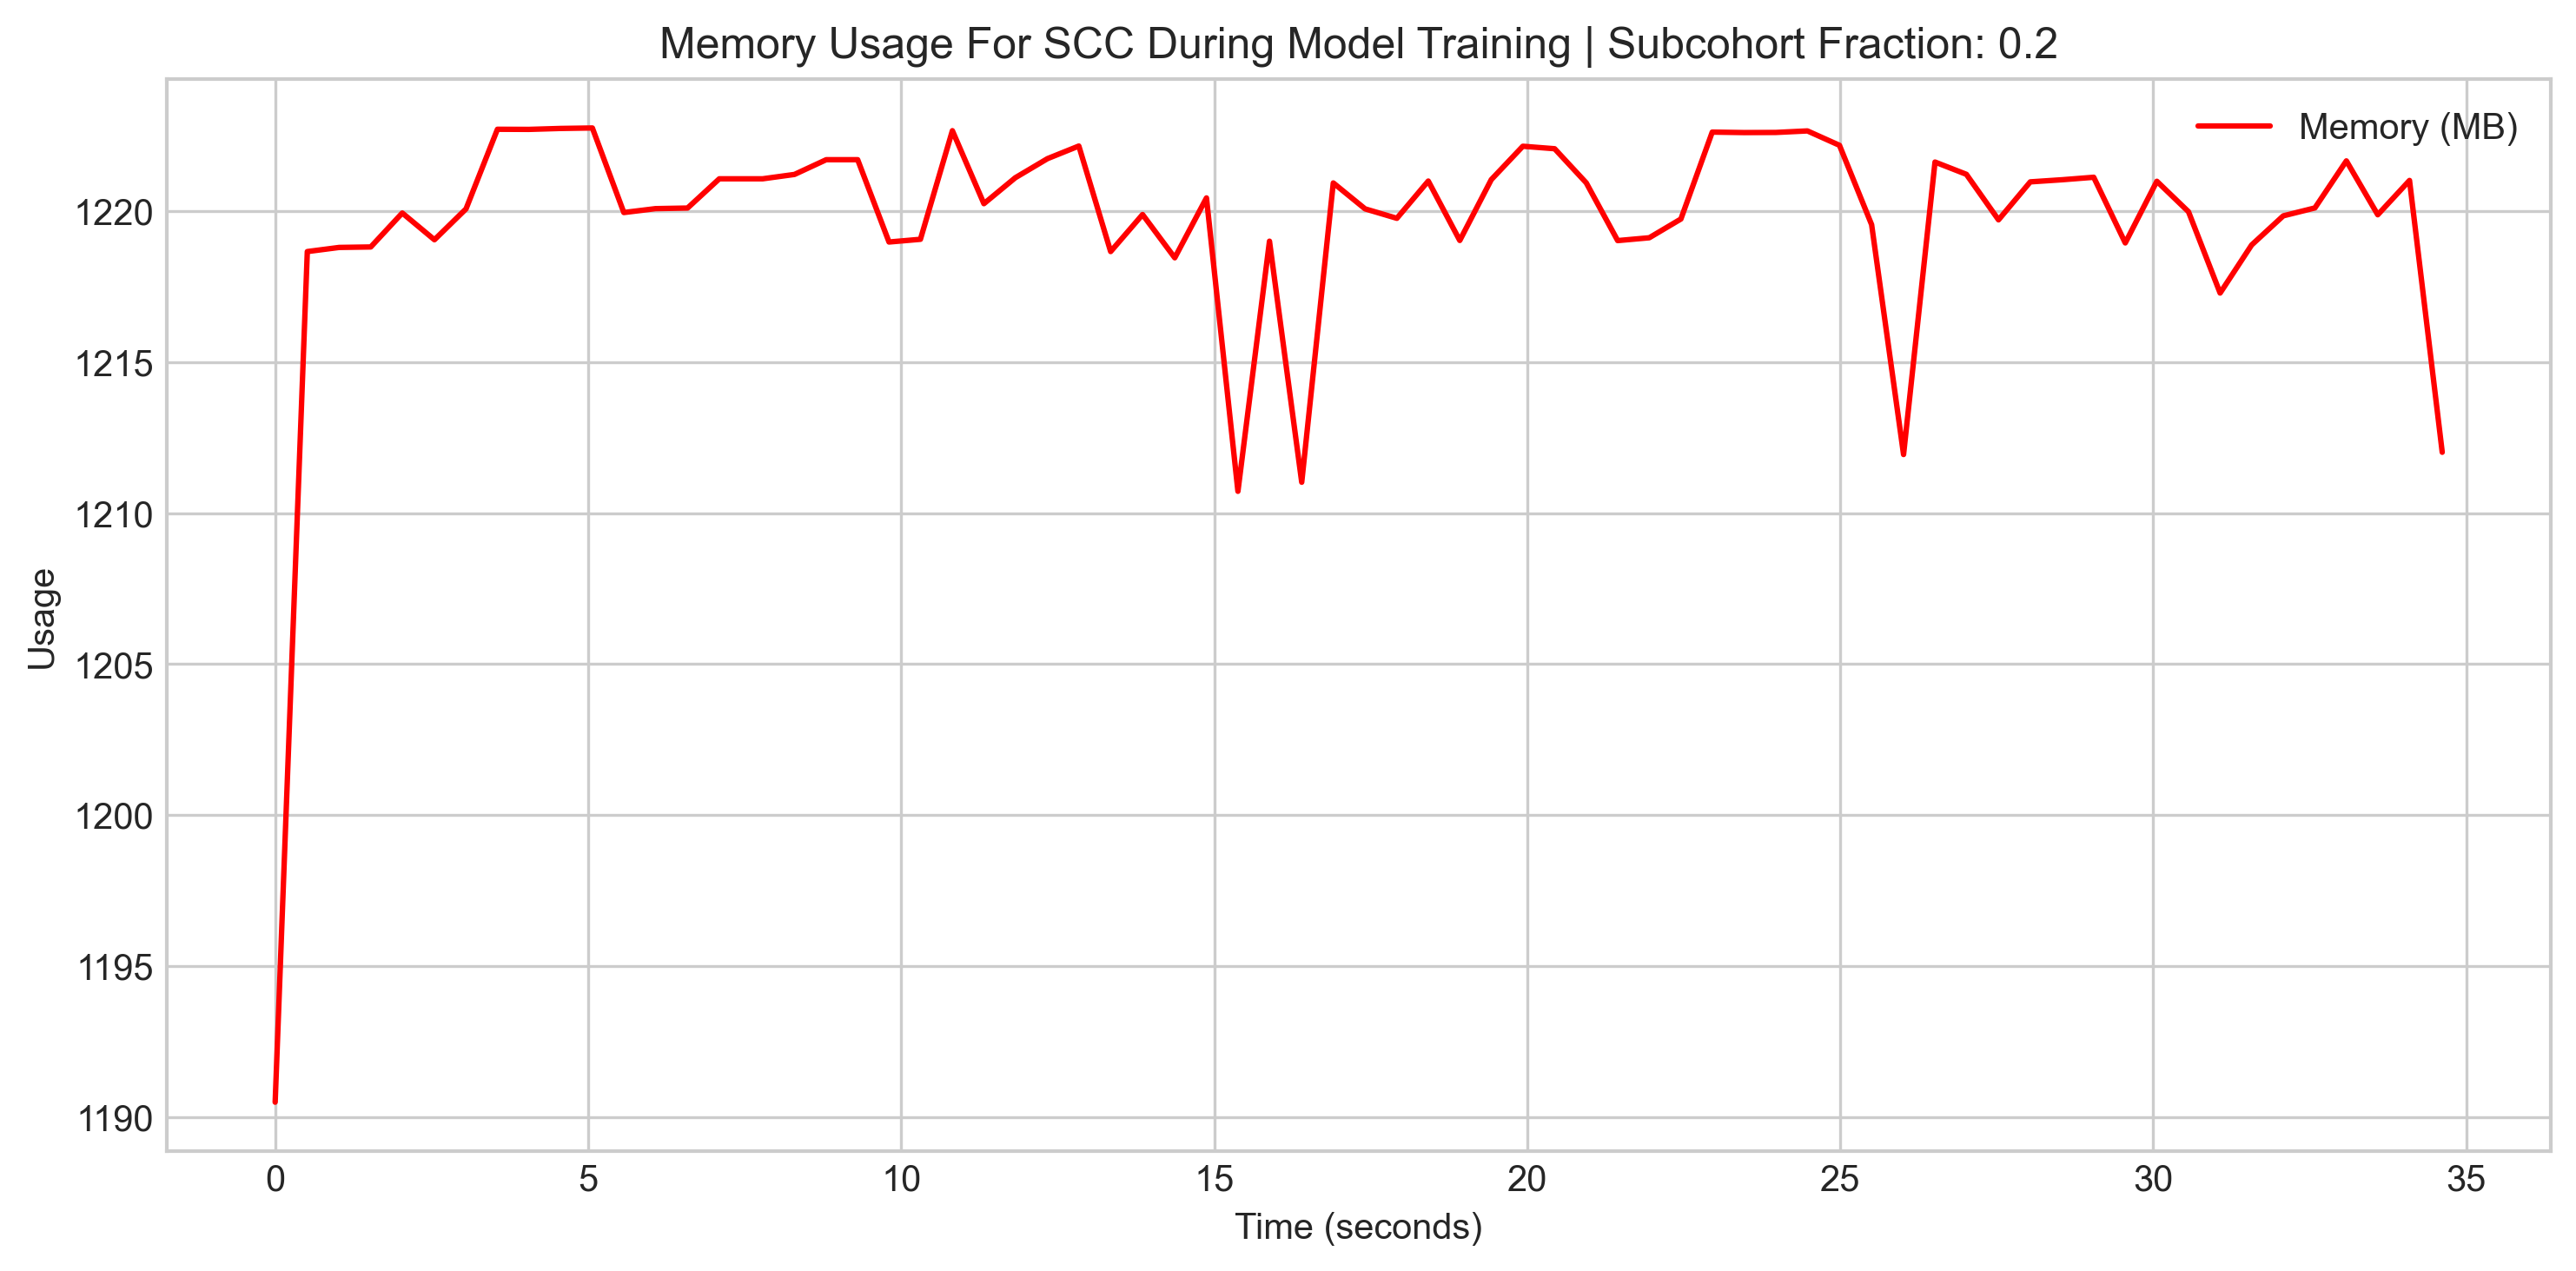 Memory Usage For SCC During Model Training | Subcohort Fraction: 0.2
Memory (MB)
1220
1215
1210
1205
1200
1195
1190
Usage
0 5 10 15 20 25 30 35
Time (seconds)